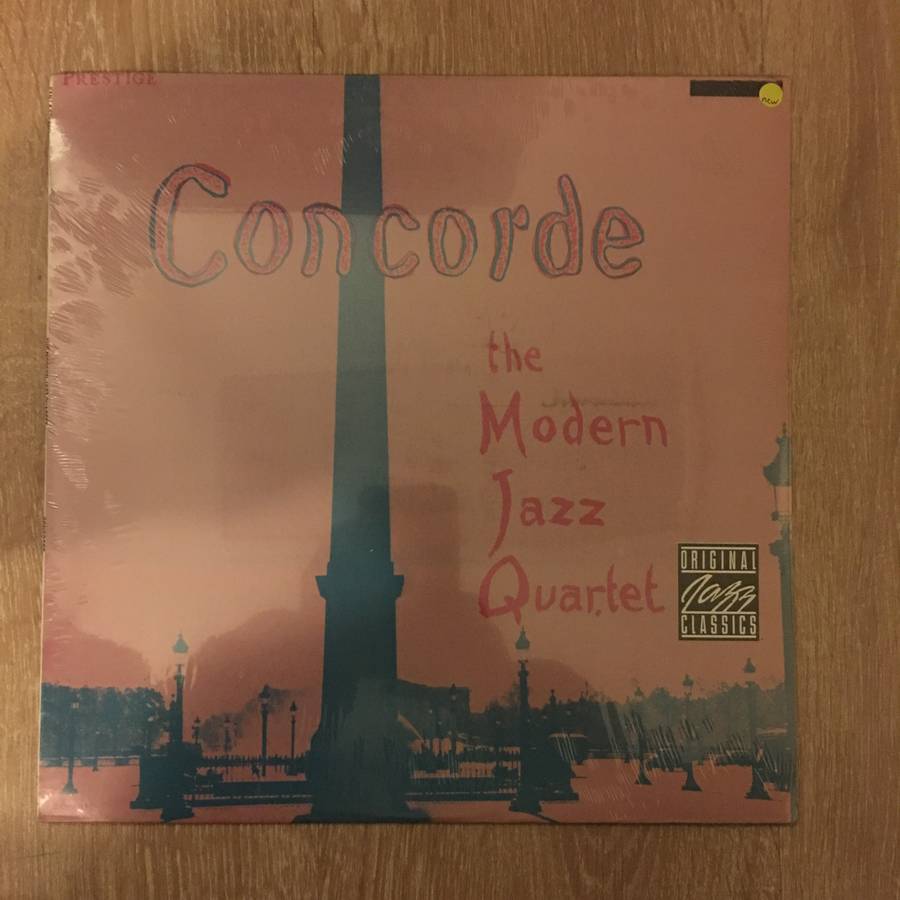 PRESTIGE
new
Concorde
the
Modern
Jazz
Quartet
ORIGINAL
Jazz
CLASSICS